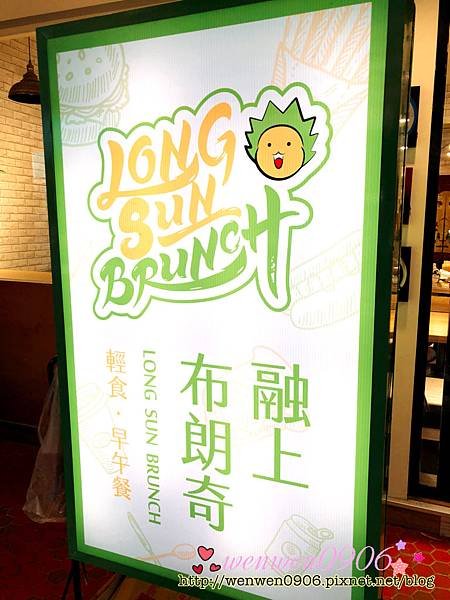 LONG
SUN
BRUNCH
融上
布朗奇
LONG SUN BRUNCH
輕食·早午餐
wenwen0906
http://wenwen0906.pixnet.net/blog